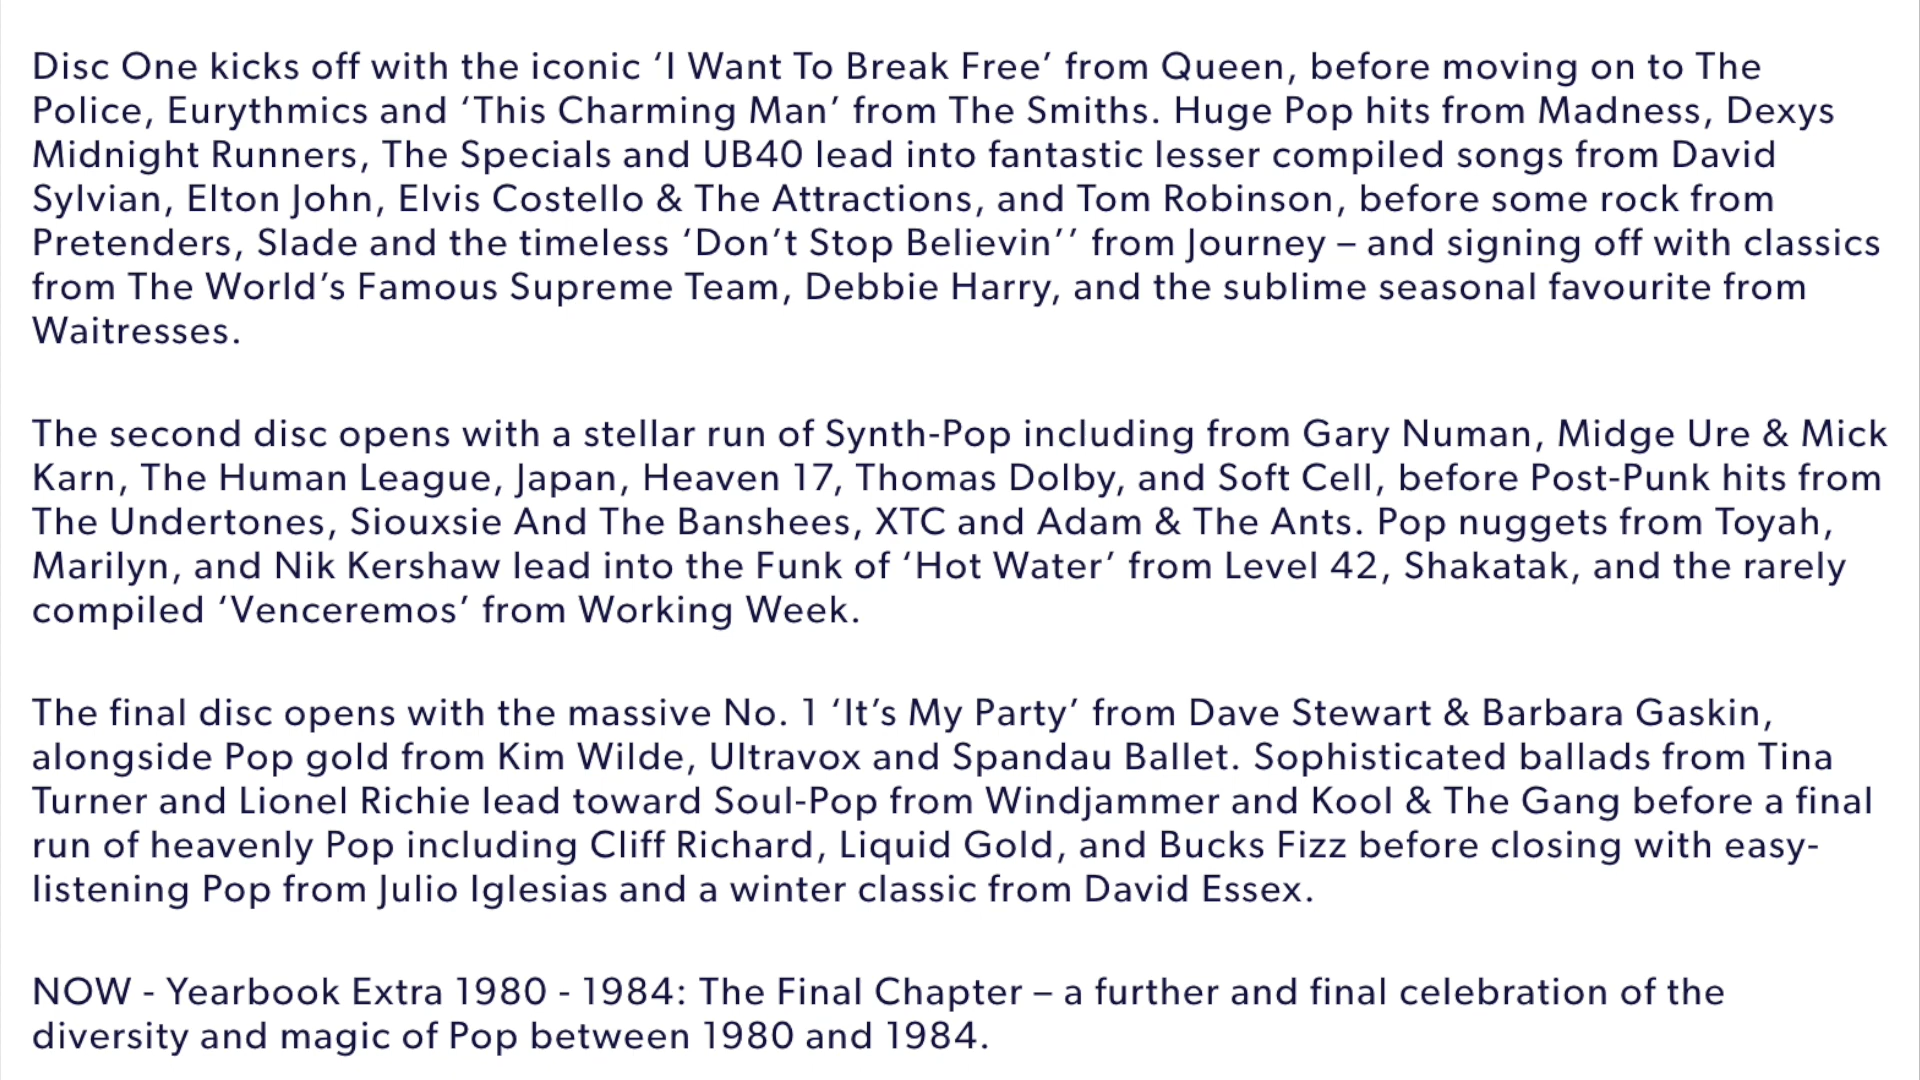 Disc One kicks off with the iconic ‘I Want To Break Free’ from Queen, before moving on to The
Police, Eurythmics and ‘This Charming Man’ from The Smiths. Huge Pop hits from Madness, Dexys
Midnight Runners, The Specials and UB40 lead into fantastic lesser compiled songs from David
Sylvian, Elton John, Elvis Costello & The Attractions, and Tom Robinson, before some rock from
Pretenders, Slade and the timeless ‘Don’t Stop Believin’’ from Journey – and signing off with classics
from The World’s Famous Supreme Team, Debbie Harry, and the sublime seasonal favourite from
Waitresses.
The second disc opens with a stellar run of Synth-Pop including from Gary Numan, Midge Ure & Mick
Karn, The Human League, Japan, Heaven 17, Thomas Dolby, and Soft Cell, before Post-Punk hits from
The Undertones, Siouxsie And The Banshees, XTC and Adam & The Ants. Pop nuggets from Toyah,
Marilyn, and Nik Kershaw lead into the Funk of ‘Hot Water’ from Level 42, Shakatak, and the rarely
compiled ‘Venceremos’ from Working Week.
The final disc opens with the massive No. 1 ‘It’s My Party’ from Dave Stewart & Barbara Gaskin,
alongside Pop gold from Kim Wilde, Ultravox and Spandau Ballet. Sophisticated ballads from Tina
Turner and Lionel Richie lead toward Soul-Pop from Windjammer and Kool & The Gang before a final
run of heavenly Pop including Cliff Richard, Liquid Gold, and Bucks Fizz before closing with easy-
listening Pop from Julio Iglesias and a winter classic from David Essex.
NOW - Yearbook Extra 1980 - 1984: The Final Chapter – a further and final celebration of the
diversity and magic of Pop between 1980 and 1984.